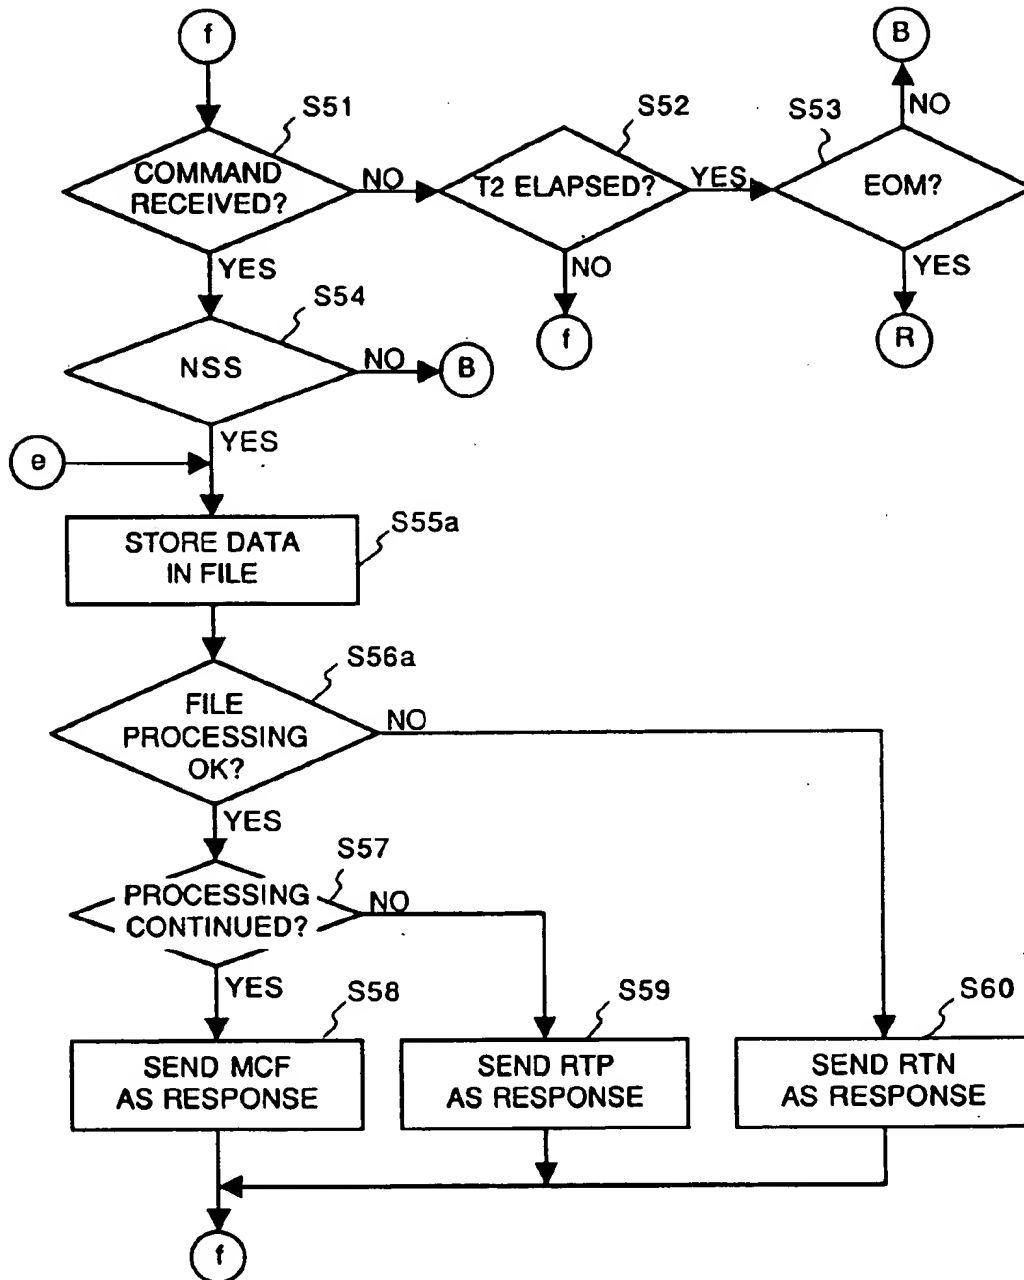 f
B
S51
S52
S53
NO
COMMAND
RECEIVED?
NO
T2 ELAPSED?
YES
EOM?
YES
NO
YES
S54
f
R
NSS
NO
B
YES
e
S55a
STORE DATA
IN FILE
S56a
FILE
PROCESSING
OK?
NO
YES
S57
PROCESSING
CONTINUED?
NO
YES
S58
S59
S60
SEND MCF
AS RESPONSE
SEND RTP
AS RESPONSE
SEND RTN
AS RESPONSE
f